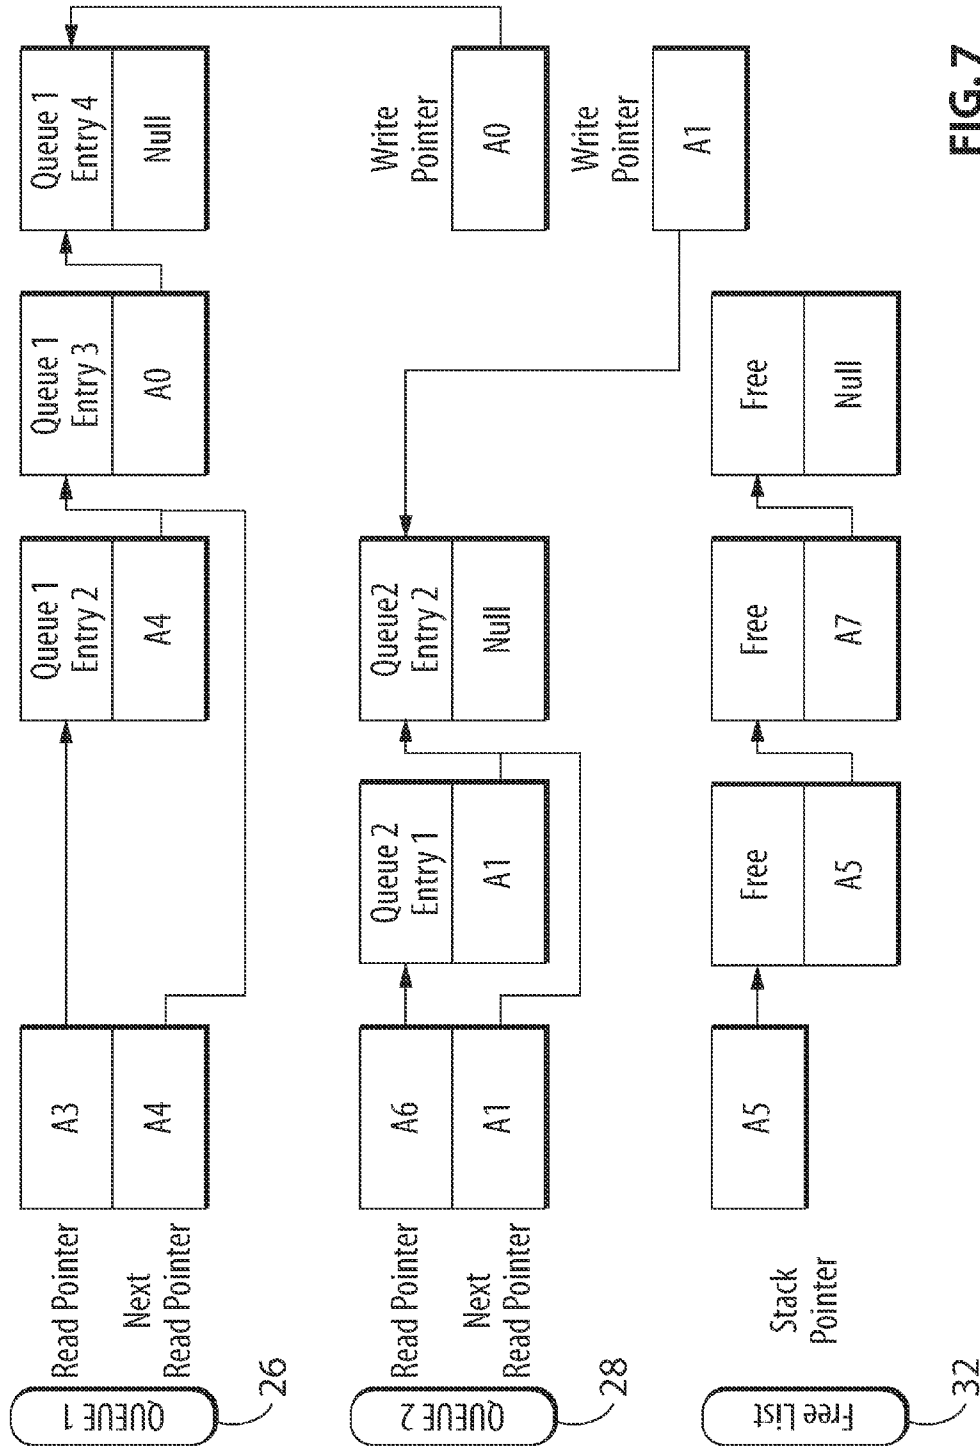 QUEUE 1
26
Read Pointer
Next
Read Pointer
A3
A4
Queue 1
Entry 2
A4
Queue 1
Entry 3
A0
Queue 1
Entry 4
Null
QUEUE 2
28
Read Pointer
Next
Read Pointer
A6
A1
Queue 2
Entry 1
A1
Queue2
Entry 2
Null
Write
Pointer
A0
Write
Pointer
A1
Free List
32
Stack
Pointer
A5
Free
A5
Free
A7
Free
Null
FIG. 7